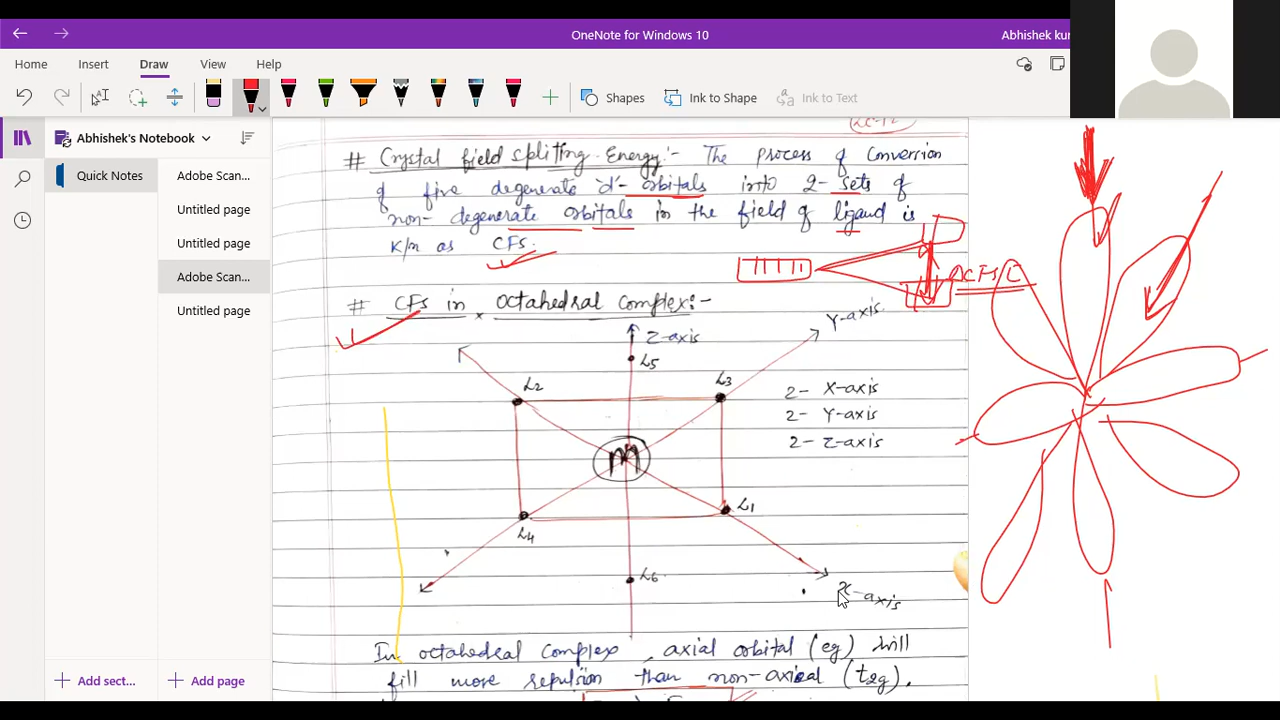 OneNote for Windows 10
Abhishek kun
Home
Insert
Draw
View
Help
Shapes
Ink to Shape
Ink to Text
Abhishek's Notebook
Quick Notes
Adobe Scan...
Untitled page
Untitled page
Adobe Scan...
Untitled page
Add sect...
Add page
# Crystal field splitting Energy:- The process of Conversion
of five degenerate 'd'- orbitals into 2- sets of
non-degenerate orbitals in the field of ligand is
K/n as CFs.
CFS/C
# CFs in octahedral Complex:-
Z-axis
Y-axis
L5
L2
L3
2- X-axis
2- Y-axis
2- Z-axis
M
L4
L1
L6
X-axis
In octahedral Complex, axial orbital (eg) will
fill more repulsion than non-axical (t2g),